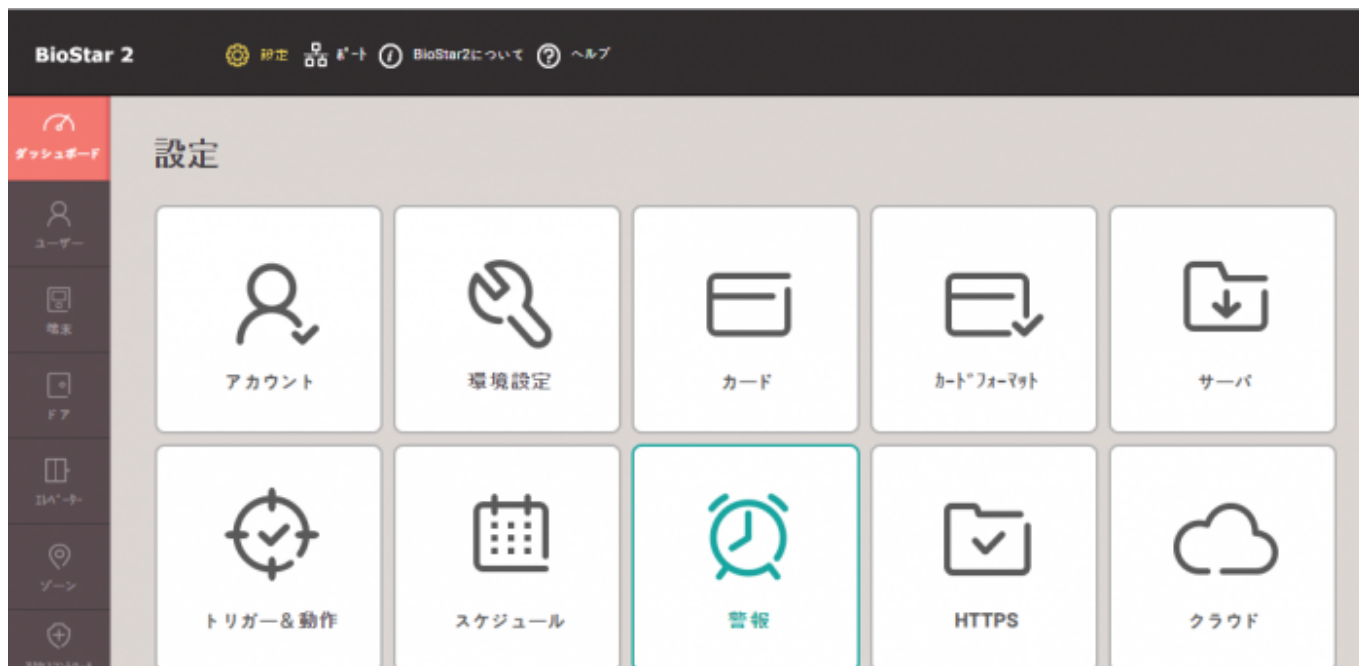 BioStar 2 設定 ﾎﾟｰﾄ BioStar2について ヘルプ
ダッシュボード
設定
ユーザー
端末
アカウント 環境設定 カード ｶｰﾄﾞﾌｫｰﾏｯﾄ サーバ
ドア
ｴﾚﾍﾞｰﾀｰ
ゾーン
トリガー＆動作 スケジュール 警報 HTTPS クラウド